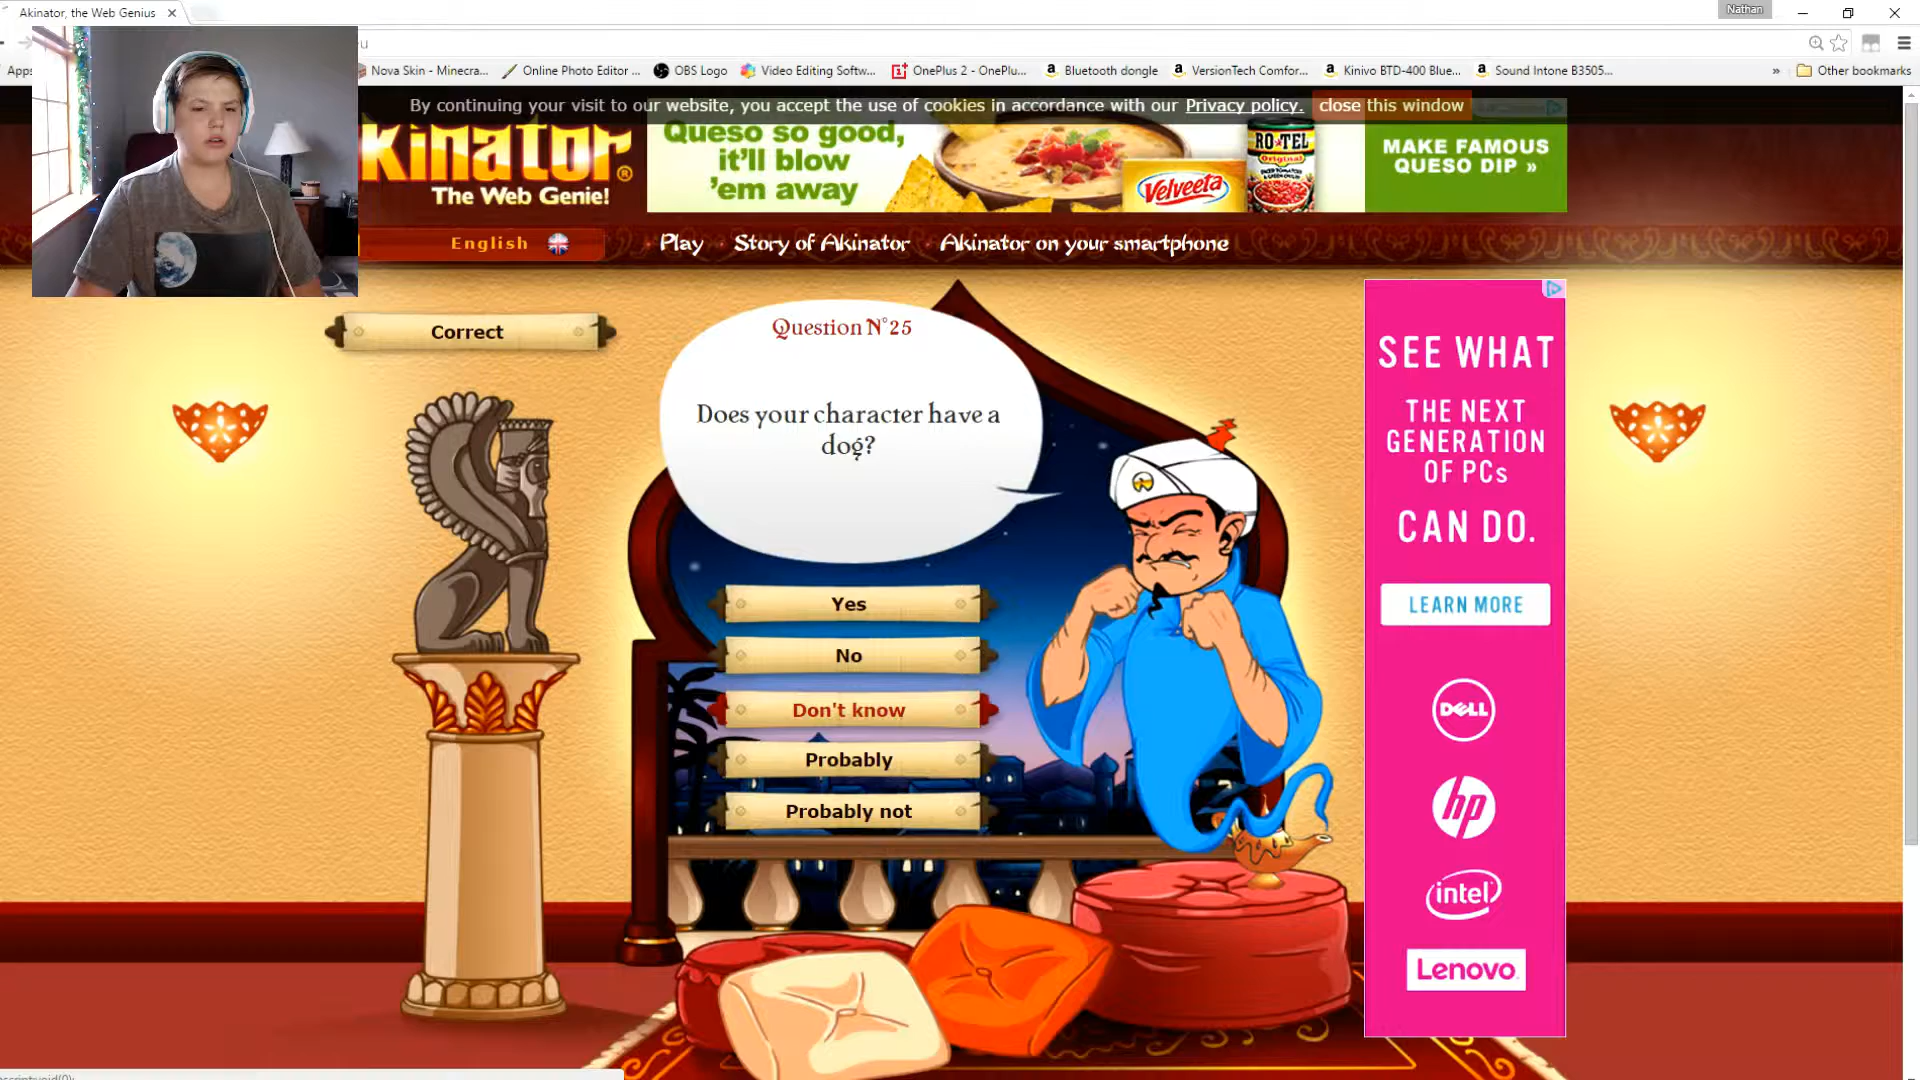 Akinator, the Web Genius
Nathan
eu
Apps
Nova Skin - Minecra...
Online Photo Editor ...
OBS Logo
Video Editing Softw...
OnePlus 2 - OnePlu...
Bluetooth dongle
VersionTech Comfor...
Kinivo BTD-400 Blue...
Sound Intone B3505...
»
Other bookmarks
By continuing your visit to our website, you accept the use of cookies in accordance with our Privacy policy. close this window
kinator®
The Web Genie!
Queso so good,
it'll blow
'em away
Velveeta
RO★TEL
Original
MAKE FAMOUS
QUESO DIP »
English
Play
Story of Akinator
Akinator on your smartphone
Correct
Question N°25
Does your character have a
dog?
Yes
No
Don't know
Probably
Probably not
SEE WHAT
THE NEXT
GENERATION
OF PCs
CAN DO.
LEARN MORE
DELL
hp
intel
Lenovo